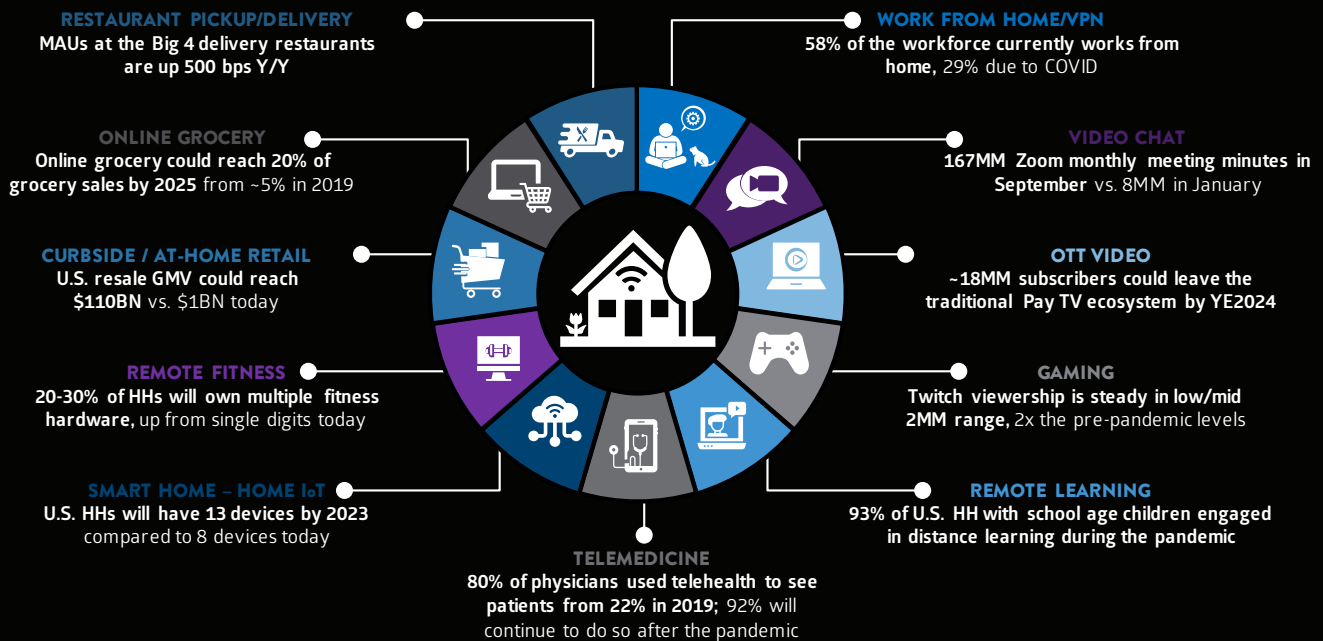 RESTAURANT PICKUP/DELIVERY
MAUs at the Big 4 delivery restaurants
are up 500 bps Y/Y
WORK FROM HOME/VPN
58% of the workforce currently works from
home, 29% due to COVID
ONLINE GROCERY
Online grocery could reach 20% of
grocery sales by 2025 from ~5% in 2019
VIDEO CHAT
167MM Zoom monthly meeting minutes in
September vs. 8MM in January
CURBSIDE / AT-HOME RETAIL
U.S. resale GMV could reach
$110BN vs. $1BN today
OTT VIDEO
~18MM subscribers could leave the
traditional Pay TV ecosystem by YE2024
REMOTE FITNESS
20-30% of HHs will own multiple fitness
hardware, up from single digits today
GAMING
Twitch viewership is steady in low/mid
2MM range, 2x the pre-pandemic levels
SMART HOME – HOME IoT
U.S. HHs will have 13 devices by 2023
compared to 8 devices today
REMOTE LEARNING
93% of U.S. HH with school age children engaged
in distance learning during the pandemic
TELEMEDICINE
80% of physicians used telehealth to see
patients from 22% in 2019; 92% will
continue to do so after the pandemic